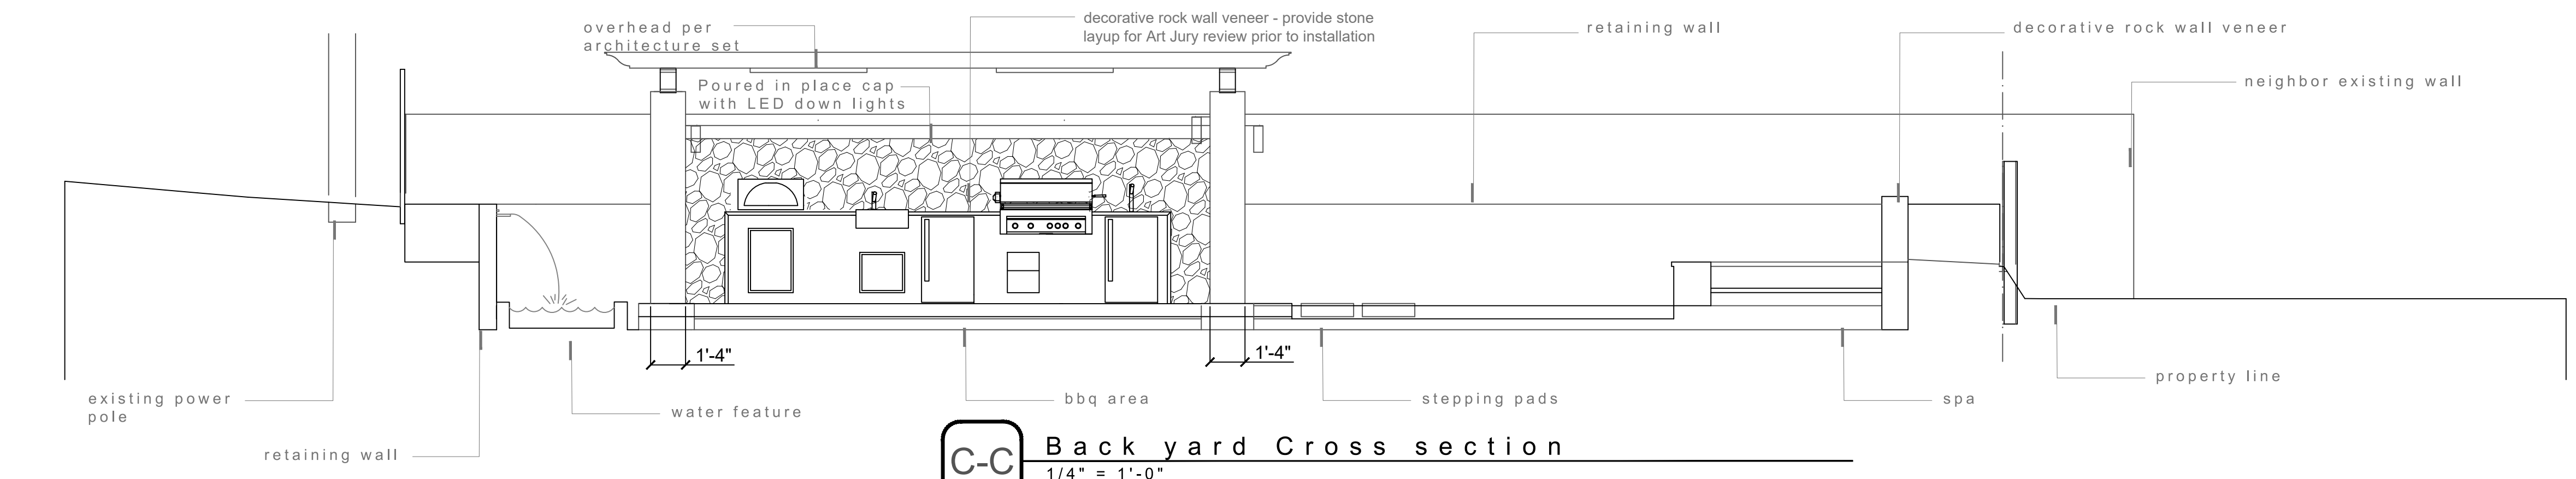 overhead per
architecture set
decorative rock wall veneer - provide stone
layup for Art Jury review prior to installation
retaining wall
decorative rock wall veneer
neighbor existing wall
Poured in place cap
with LED down lights
1'-4"
1'-4"
existing power
pole
water feature
bbq area
stepping pads
spa
property line
retaining wall
C-C
Back yard Cross section
1/4" = 1'-0"